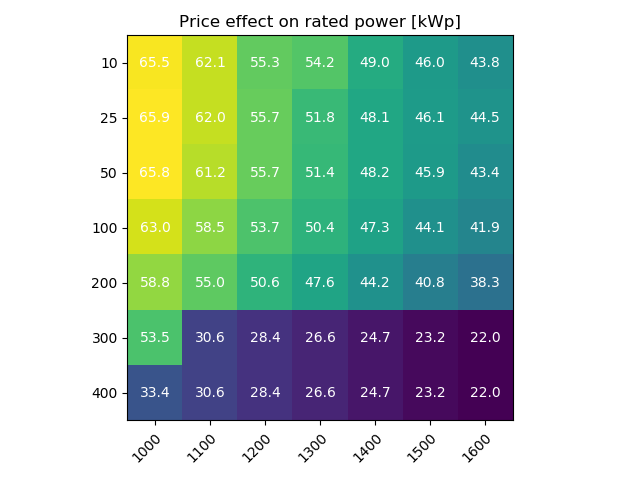 Price effect on rated power [kWp]
10 65.5 62.1 55.3 54.2 49.0 46.0 43.8
25 65.9 62.0 55.7 51.8 48.1 46.1 44.5
50 65.8 61.2 55.7 51.4 48.2 45.9 43.4
100 63.0 58.5 53.7 50.4 47.3 44.1 41.9
200 58.8 55.0 50.6 47.6 44.2 40.8 38.3
300 53.5 30.6 28.4 26.6 24.7 23.2 22.0
400 33.4 30.6 28.4 26.6 24.7 23.2 22.0
1000 1100 1200 1300 1400 1500 1600